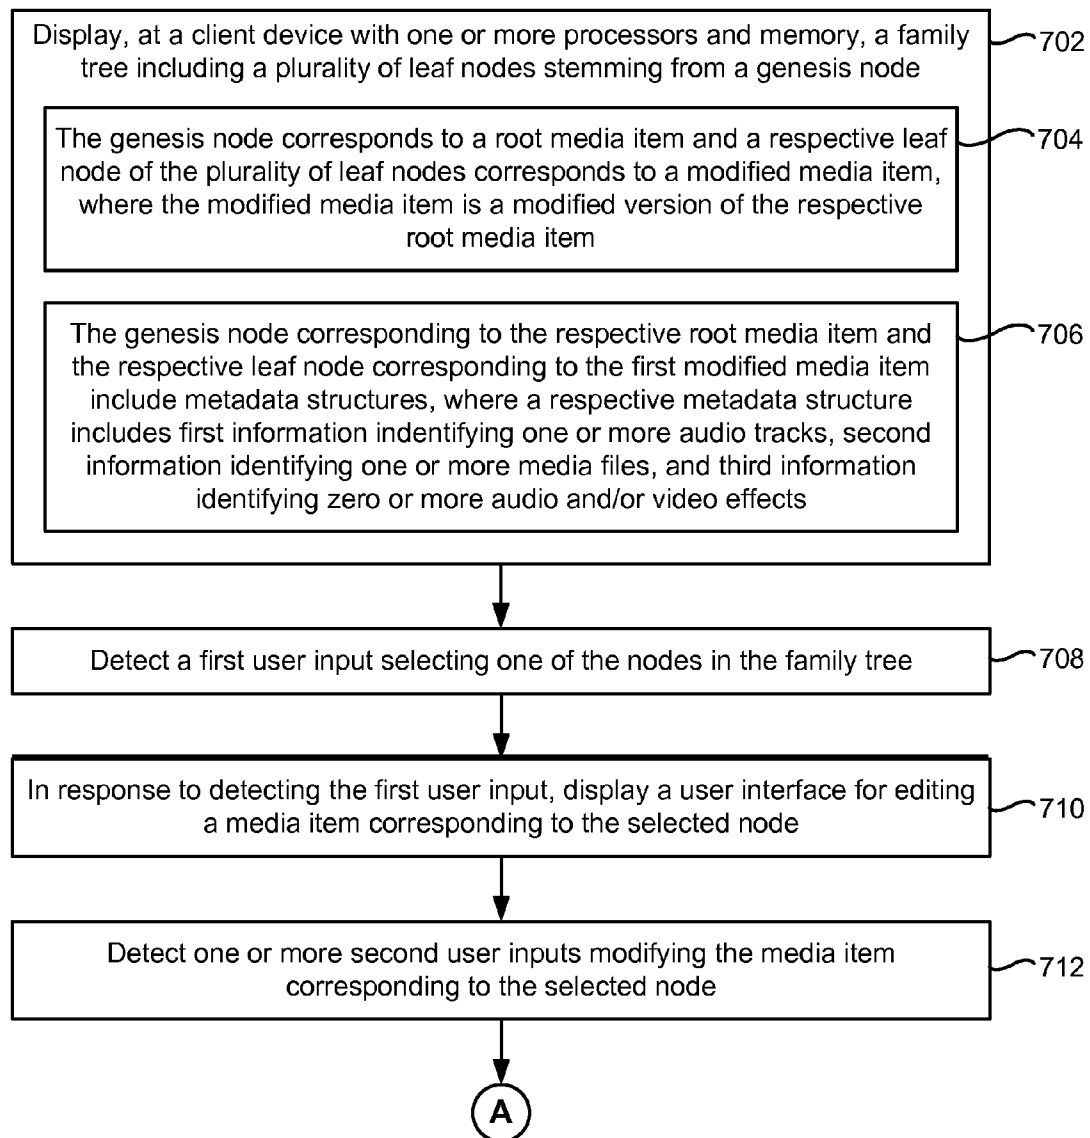 Display, at a client device with one or more processors and memory, a family
tree including a plurality of leaf nodes stemming from a genesis node
702
The genesis node corresponds to a root media item and a respective leaf
node of the plurality of leaf nodes corresponds to a modified media item,
where the modified media item is a modified version of the respective
root media item
704
The genesis node corresponding to the respective root media item and
the respective leaf node corresponding to the first modified media item
include metadata structures, where a respective metadata structure
includes first information indentifying one or more audio tracks, second
information identifying one or more media files, and third information
identifying zero or more audio and/or video effects
706
Detect a first user input selecting one of the nodes in the family tree
708
In response to detecting the first user input, display a user interface for editing
a media item corresponding to the selected node
710
Detect one or more second user inputs modifying the media item
corresponding to the selected node
712
A